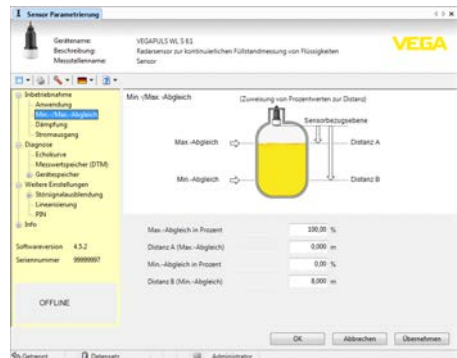 Sensor Parametrierung
Gerätename: VEGAPULS WL S 61
Beschreibung: Radarsensor zur kontinuierlichen Füllstandmessung von Flüssigkeiten
Messstellenname: Sensor
VEGA
Inbetriebnahme
Anwendung
Min.-/Max.-Abgleich
Dämpfung
Stromausgang
Diagnose
Echokurve
Messwertspeicher (DTM)
Gerätespeicher
Weitere Einstellungen
Störsignalausblendung
Linearisierung
PIN
Info
Softwareversion 4.5.2
Seriennummer 99999997
OFFLINE
Min.-/Max.-Abgleich
(Zuweisung von Prozentwerten zur Distanz)
Sensorbezugsebene
Max.-Abgleich
Distanz A
Min.-Abgleich
Distanz B
Max.-Abgleich in Prozent 100,00 %
Distanz A (Max.-Abgleich) 0,000 m
Min.-Abgleich in Prozent 0,00 %
Distanz B (Min.-Abgleich) 8,000 m
OK Abbrechen Übernehmen
Getrennt Datensatz Administrator